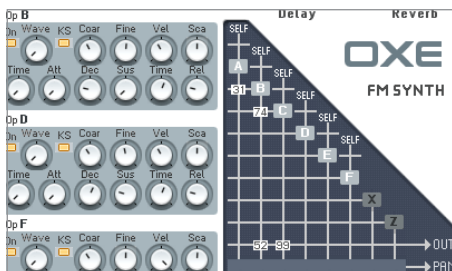 Op B
Delay Reverb
On Wave KS Coar Fine Vel Sca
Time Att Dec Sus Time Rel
SELF
SELF
A
SELF
31 B
SELF
74 C
SELF
D
SELF
E
F
X
Z
OXE
FM SYNTH
Op D
On Wave KS Coar Fine Vel Sca
Time Att Dec Sus Time Rel
Op F
On Wave KS Coar Fine Vel Sca
52 99
OUT
PAN